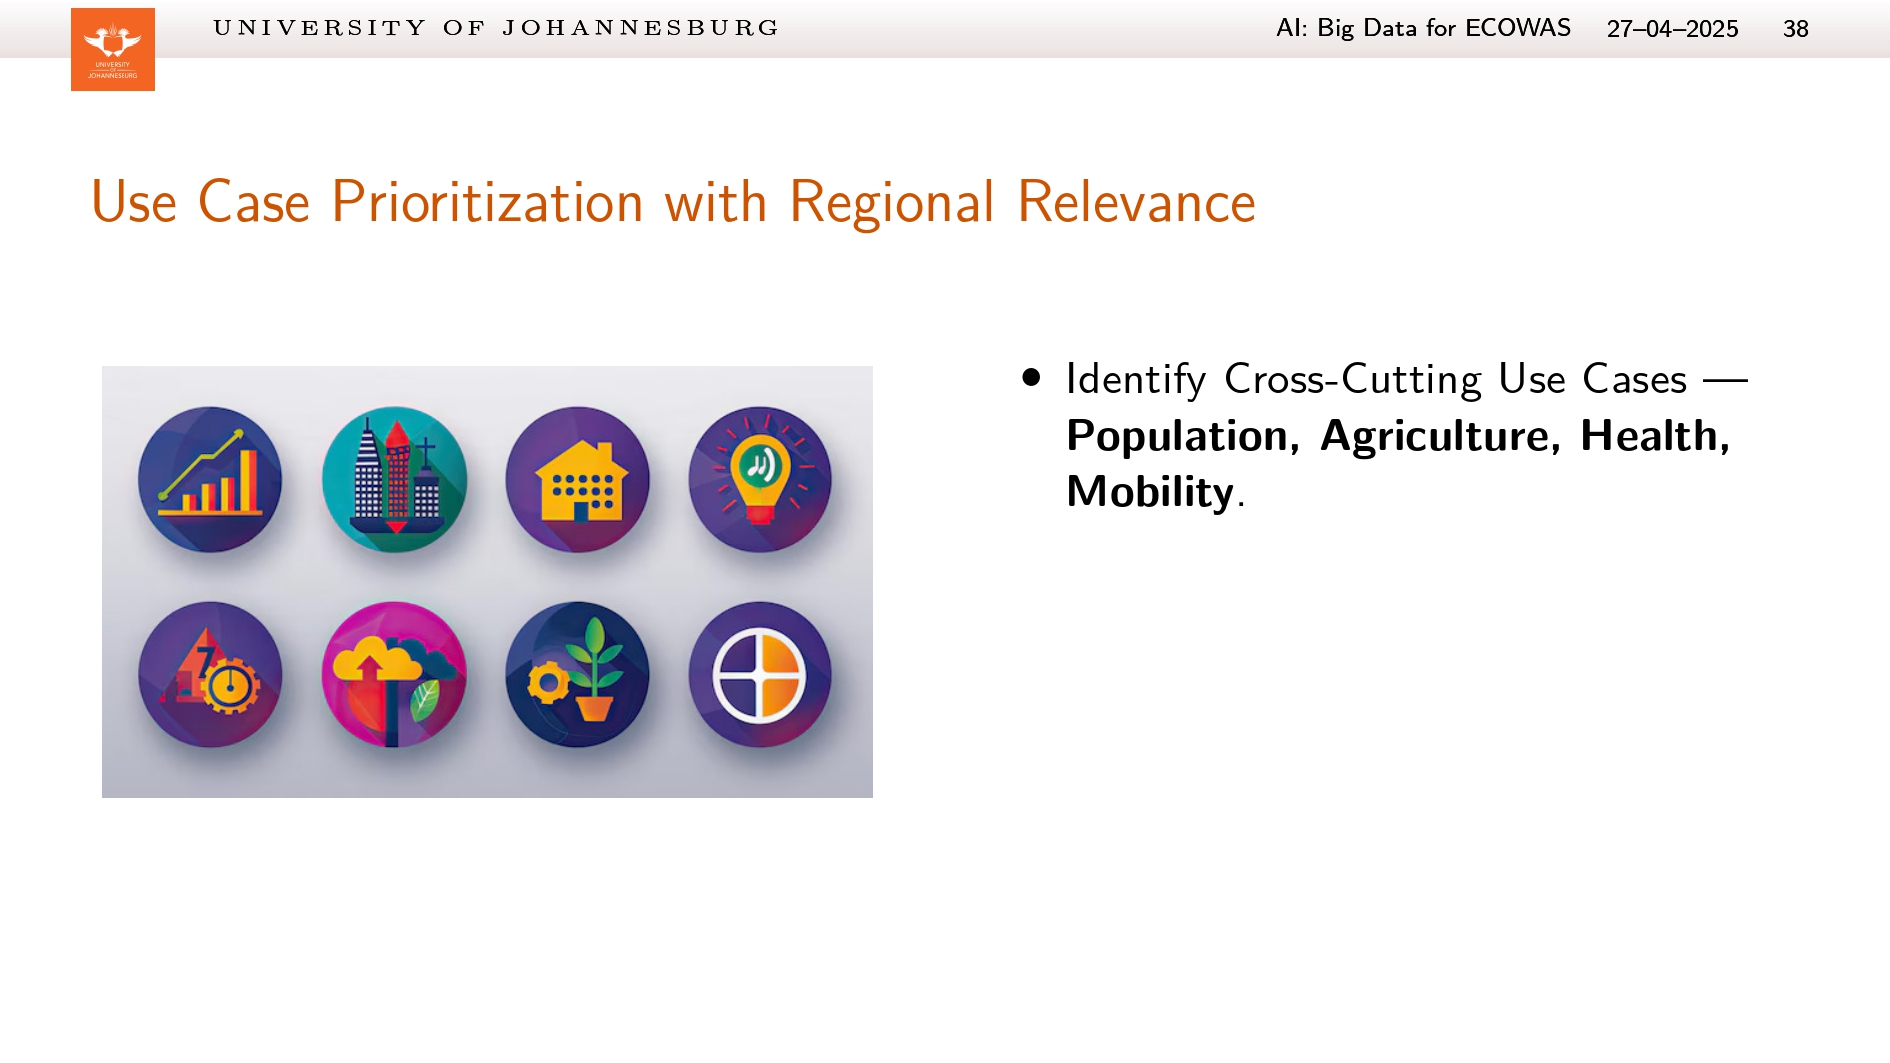 UNIVERSITY OF JOHANNESBURG
AI: Big Data for ECOWAS 27–04–2025 38
UNIVERSITY
OF
JOHANNESBURG
Use Case Prioritization with Regional Relevance
• Identify Cross-Cutting Use Cases —
Population, Agriculture, Health,
Mobility.
7